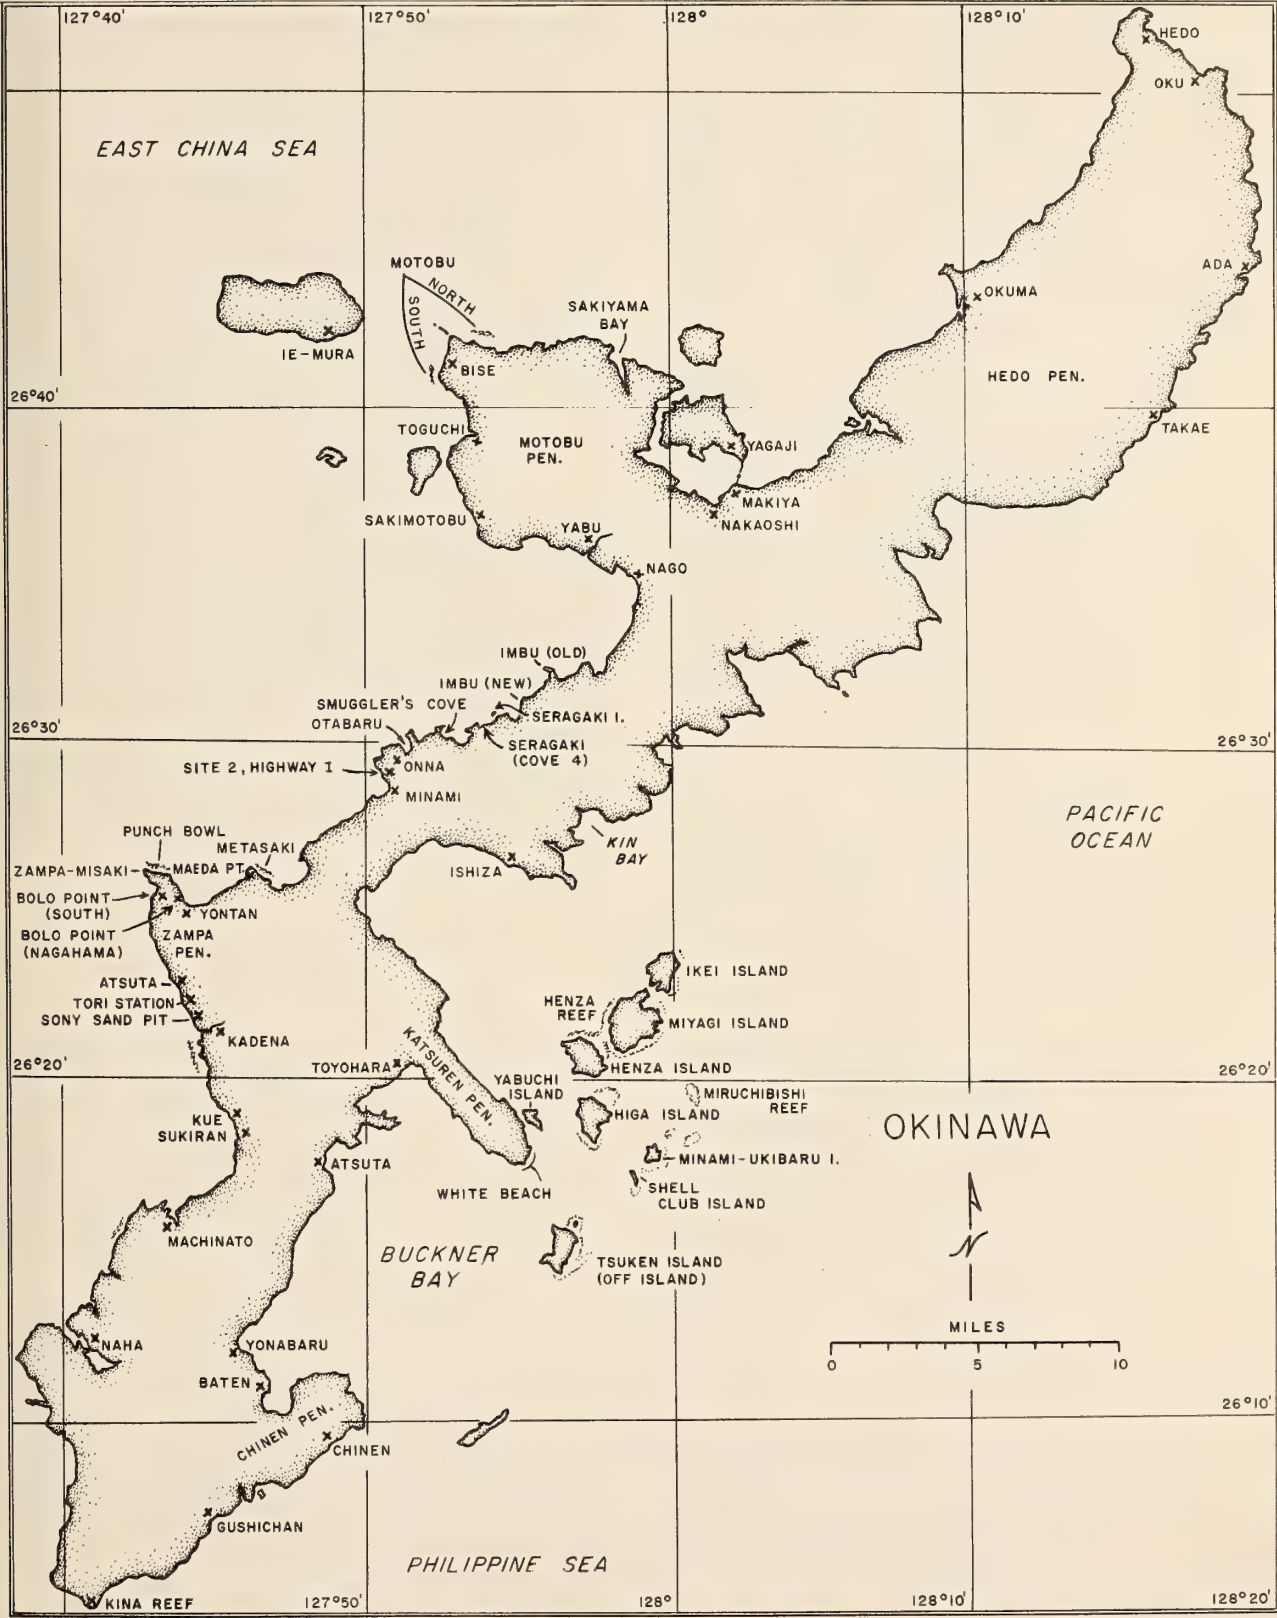 127°40'
127°50'
128°
128°10'
HEDO
OKU
EAST CHINA SEA
MOTOBU
NORTH
SOUTH
SAKIYAMA
BAY
ADA
OKUMA
IE-MURA
BISE
HEDO PEN.
26°40'
TOGUCHI
MOTOBU
PEN.
YAGAJI
TAKAE
MAKIYA
SAKIMOTOBU
YABU
NAKAOSHI
NAGO
IMBU (OLD)
IMBU (NEW)
SMUGGLER'S COVE
OTABARU
SERAGAKI I.
26°30'
SERAGAKI
(COVE 4)
26°30'
SITE 2, HIGHWAY I
ONNA
MINAMI
PACIFIC
OCEAN
PUNCH BOWL
METASAKI
KIN
BAY
ZAMPA-MISAKI
MAEDA PT.
ISHIZA
BOLO POINT
(SOUTH)
YONTAN
BOLO POINT
(NAGAHAMA)
ZAMPA
PEN.
ATSUTA
TORI STATION
SONY SAND PIT
KADENA
IKEI ISLAND
HENZA
REEF
MIYAGI ISLAND
KATSUREN PEN.
26°20'
TOYOHARA
HENZA ISLAND
26°20'
YABUCHI
ISLAND
MIRUCHIBISHI
REEF
HIGA ISLAND
KUE
SUKIRAN
OKINAWA
ATSUTA
MINAMI-UKIBARU I.
WHITE BEACH
SHELL
CLUB ISLAND
MACHINATO
BUCKNER
BAY
N
TSUKEN ISLAND
(OFF ISLAND)
MILES
0 5 10
NAHA
YONABARU
BATEN
26°10'
CHINEN PEN.
CHINEN
GUSHICHAN
PHILIPPINE SEA
KINA REEF
127°50'
128°
128°10'
128°20'